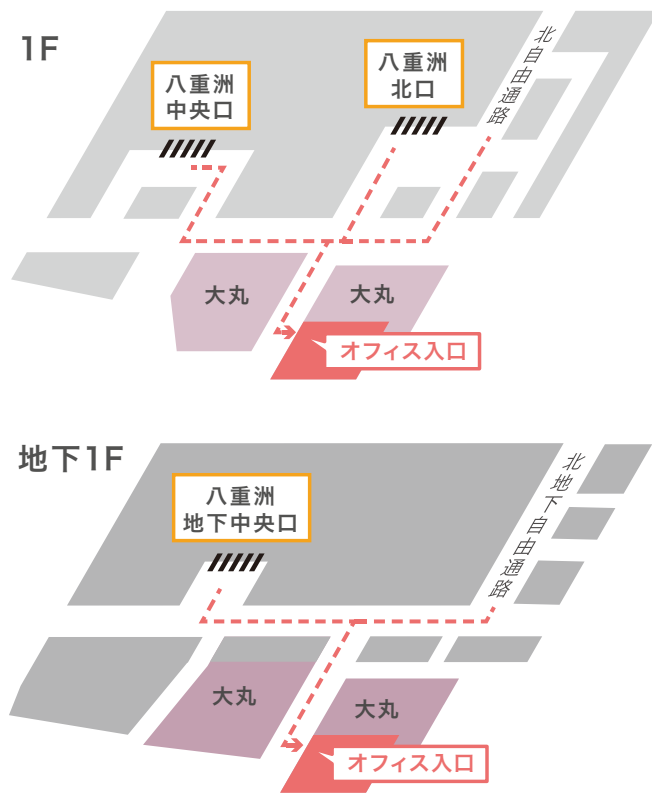 1F
八重洲
中央口
八重洲
北口
北自由通路
大丸
大丸
オフィス入口
地下1F
八重洲
地下中央口
北地下自由通路
大丸
大丸
オフィス入口